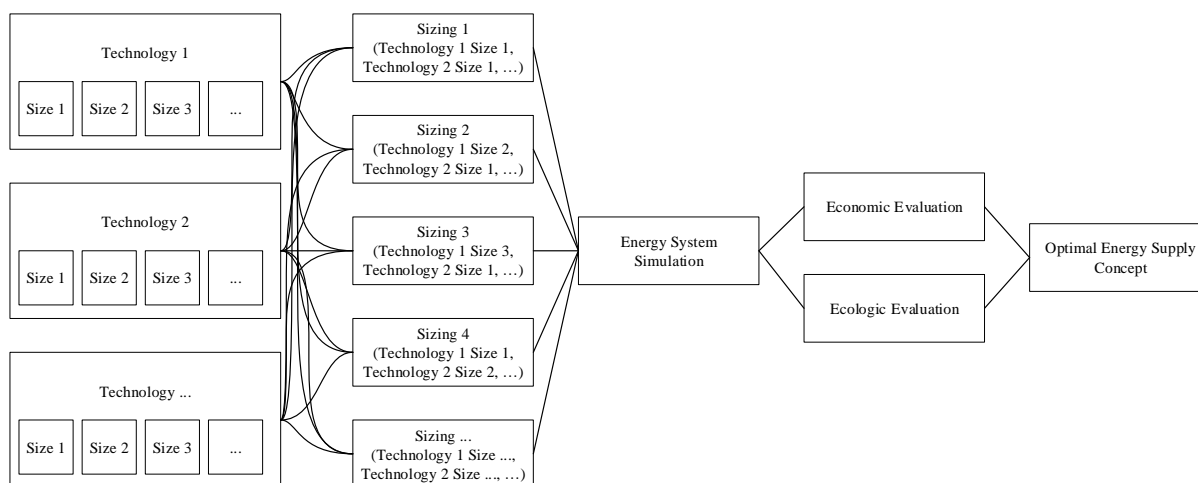 Technology 1
Size 1
Size 2
Size 3
...
Technology 2
Size 1
Size 2
Size 3
...
Technology ...
Size 1
Size 2
Size 3
...
Sizing 1
(Technology 1 Size 1,
Technology 2 Size 1, …)
Sizing 2
(Technology 1 Size 2,
Technology 2 Size 1, …)
Sizing 3
(Technology 1 Size 3,
Technology 2 Size 1, …)
Sizing 4
(Technology 1 Size 1,
Technology 2 Size 2, …)
Sizing ...
(Technology 1 Size ...,
Technology 2 Size ..., …)
Energy System
Simulation
Economic Evaluation
Ecologic Evaluation
Optimal Energy Supply
Concept